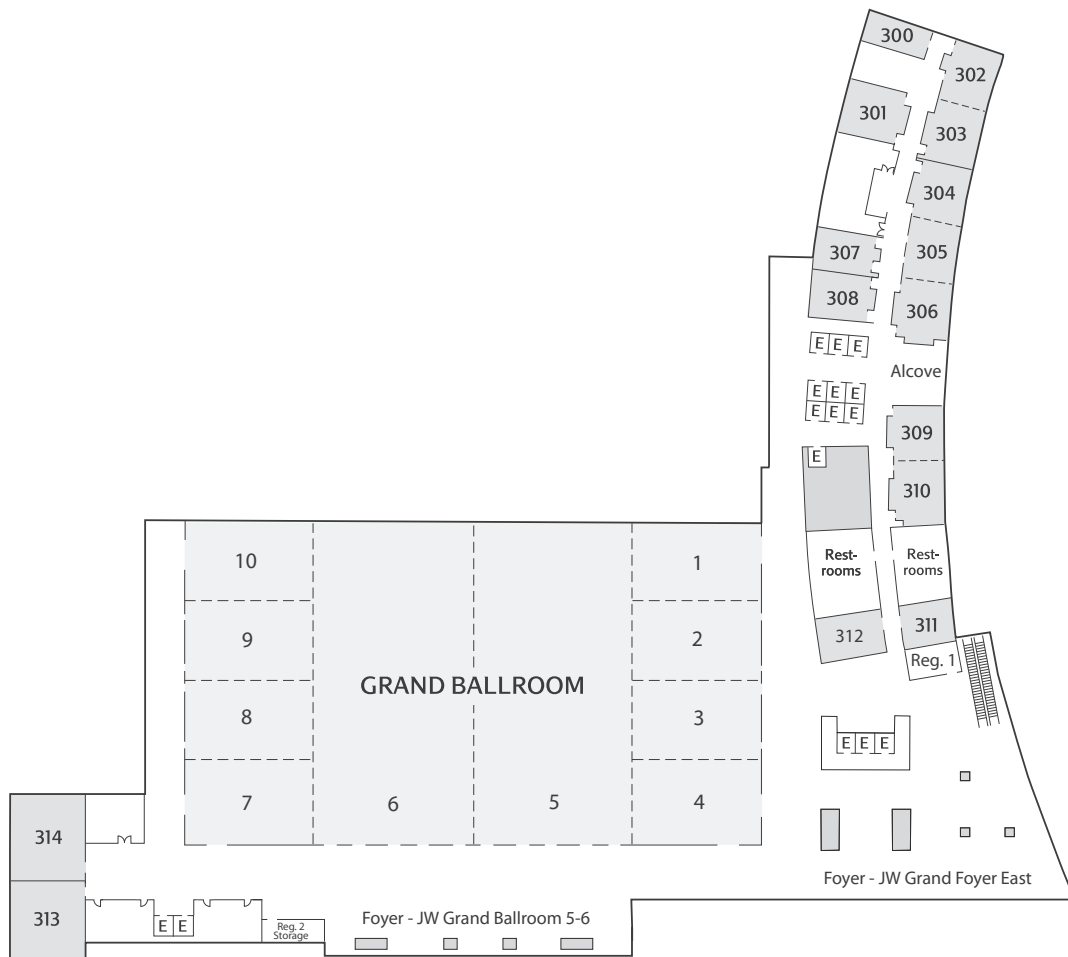 300
302
301
303
304
307
305
308
306
E E E
Alcove
E E E
E E E
309
E
310
10
1
Rest-
rooms
Rest-
rooms
9
2
312
311
Reg. 1
GRAND BALLROOM
8
3
E E E
7
6
5
4
314
Foyer - JW Grand Foyer East
313
E E
Reg. 2
Storage
Foyer - JW Grand Ballroom 5-6